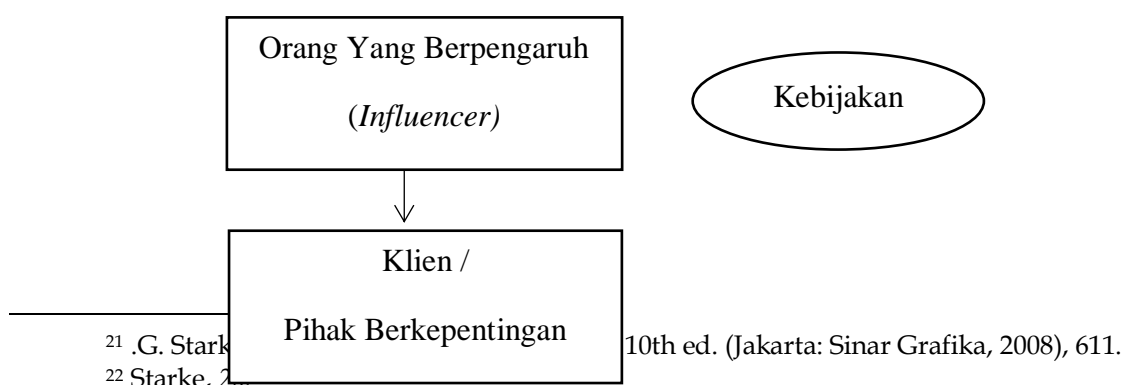 Orang Yang Berpengaruh
(Influencer)
Kebijakan
Klien /
Pihak Berkepentingan
21 .G. Stark 10th ed. (Jakarta: Sinar Grafika, 2008), 611.
22 Starke,